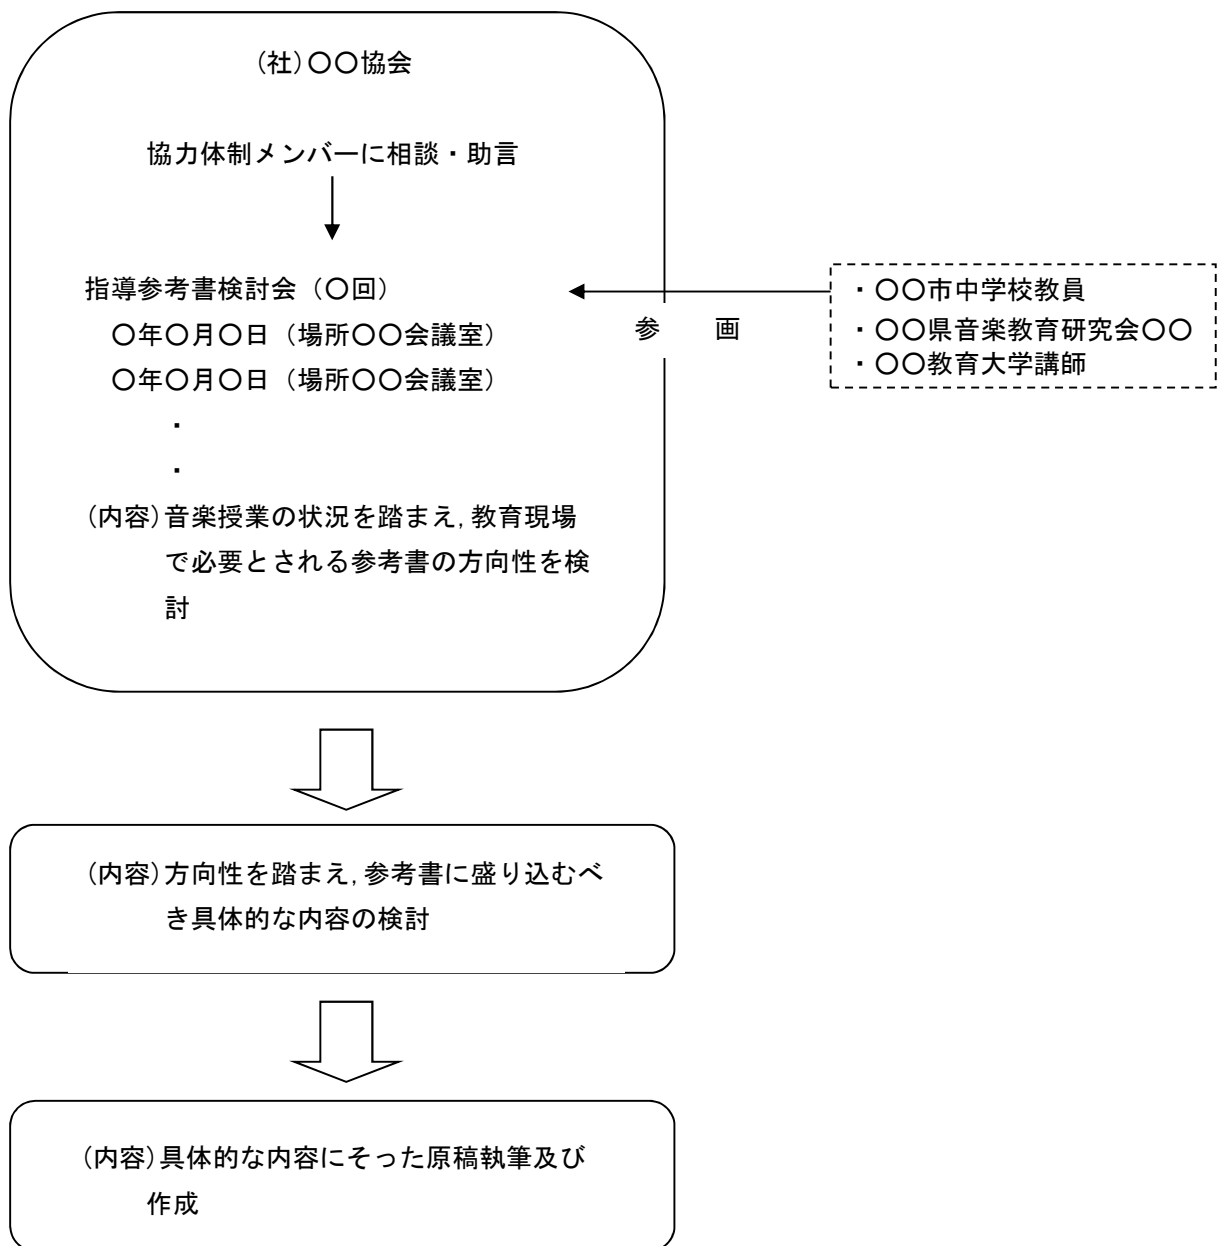 (社)〇〇協会
協力体制メンバーに相談・助言
指導参考書検討会(〇回)
〇年〇月〇日(場所〇〇会議室)
〇年〇月〇日(場所〇〇会議室)
・
・
(内容)音楽授業の状況を踏まえ,教育現場
で必要とされる参考書の方向性を検
討
参 画
・〇〇市中学校教員
・〇〇県音楽教育研究会〇〇
・〇〇教育大学講師
(内容)方向性を踏まえ,参考書に盛り込むべ
き具体的な内容の検討
(内容)具体的な内容にそった原稿執筆及び
作成